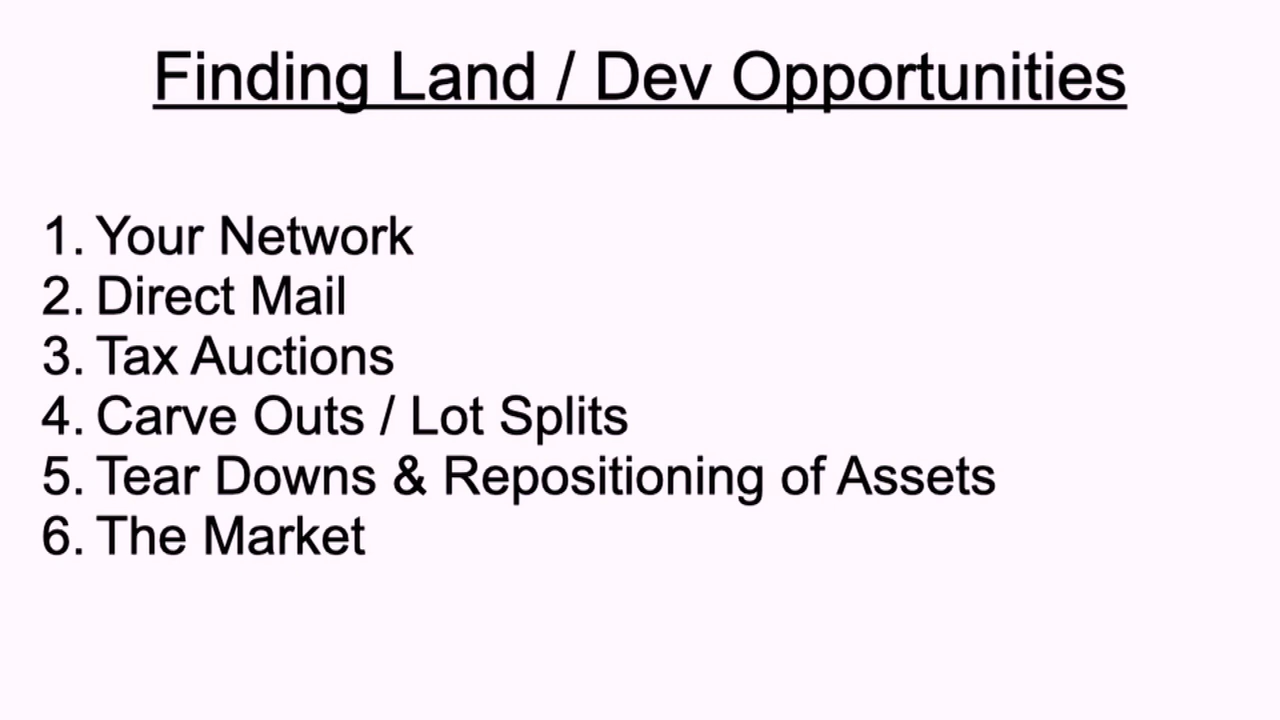 Finding Land / Dev Opportunities
1. Your Network
2. Direct Mail
3. Tax Auctions
4. Carve Outs / Lot Splits
5. Tear Downs & Repositioning of Assets
6. The Market